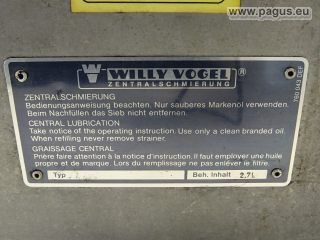 www.pagus.eu
WILLY VOGEL ®
ZENTRALSCHMIERUNG
ZENTRALSCHMIERUNG
Bedienungsanweisung beachten. Nur sauberes Markenöl verwenden.
Beim Nachfüllen das Sieb nicht entfernen.
CENTRAL LUBRICATION
Take notice of the operating instruction. Use only a clean branded oil.
When refilling never remove strainer.
GRAISSAGE CENTRAL
Prière faire attention à la notice d'instruction. Il faut employer une huile
propre et de marque. Lors du remplissage ne pas enléver le filtre.
Typ
Beh. Inhalt 2,7L